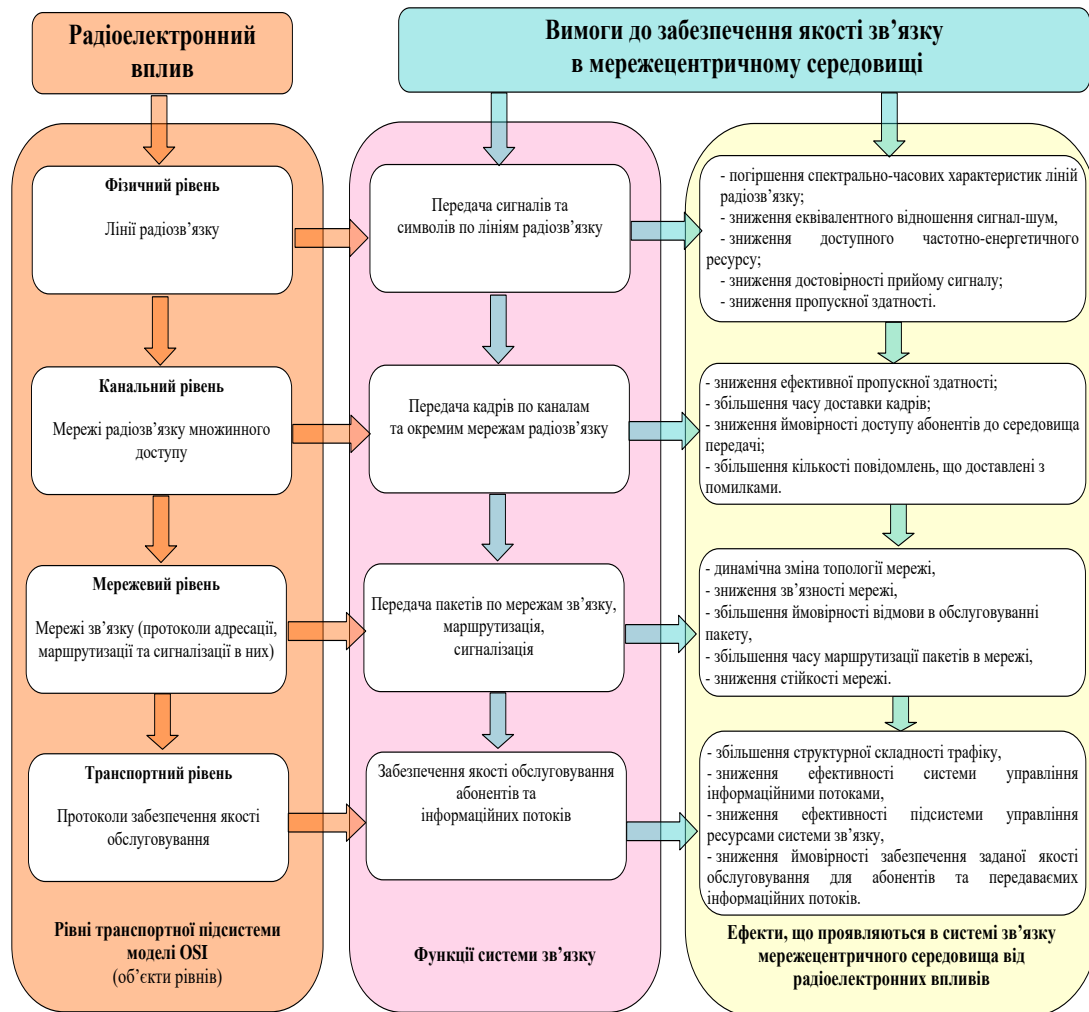 Радіоелектронний
вплив
Вимоги до забезпечення якості зв’язку
в мережецентричному середовищі
Фізичний рівень
Лінії радіозв’язку
Канальний рівень
Мережі радіозв’язку множинного
доступу
Мережевий рівень
Мережі зв’язку (протоколи адресації,
маршрутизації та сигналізації в них)
Транспортний рівень
Протоколи забезпечення якості
обслуговування
Рівні транспортної підсистеми
моделі OSI
(об’єкти рівнів)
Передача сигналів та
символів по лініям радіозв’язку
Передача кадрів по каналам
та окремим мережам радіозв’язку
Передача пакетів по мережам зв’язку,
маршрутизація,
сигналізація
Забезпечення якості обслуговування
абонентів та
інформаційних потоків
Функції системи зв’язку
- погіршення спектрально-часових характеристик ліній
радіозв’язку;
- зниження еквівалентного відношення сигнал-шум,
- зниження доступного частотно-енергетичного
ресурсу;
- зниження достовірності прийому сигналу;
- зниження пропускної здатності.
- зниження ефективної пропускної здатності;
- збільшення часу доставки кадрів;
- зниження ймовірності доступу абонентів до середовища
передачі;
- збільшення кількості повідомлень, що доставлені з
помилками.
- динамічна зміна топології мережі,
- зниження зв’язності мережі,
- збільшення ймовірності відмови в обслуговуванні
пакету,
- збільшення часу маршрутизації пакетів в мережі,
- зниження стійкості мережі.
- збільшення структурної складності трафіку,
- зниження ефективності системи управління
інформаційними потоками,
- зниження ефективності підсистеми управління
ресурсами системи зв’язку,
- зниження ймовірності забезпечення заданої якості
обслуговування для абонентів та передаваємих
інформаційних потоків.
Ефекти, що проявляються в системі зв’язку
мережецентричного середовища від
радіоелектронних впливів